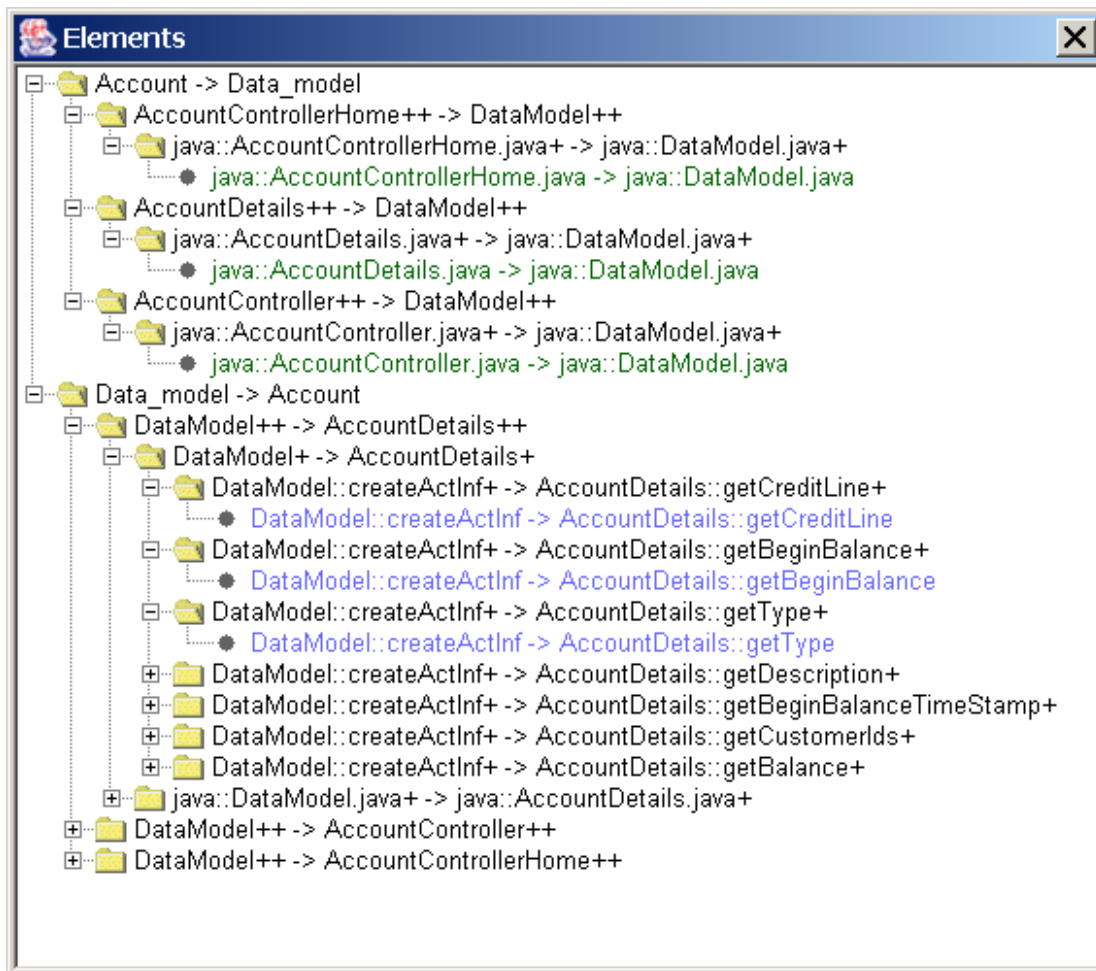 Elements
Account -> Data_model
AccountControllerHome++ -> DataModel++
java::AccountControllerHome.java+ -> java::DataModel.java+
java::AccountControllerHome.java -> java::DataModel.java
AccountDetails++ -> DataModel++
java::AccountDetails.java+ -> java::DataModel.java+
java::AccountDetails.java -> java::DataModel.java
AccountController++ -> DataModel++
java::AccountController.java+ -> java::DataModel.java+
java::AccountController.java -> java::DataModel.java
Data_model -> Account
DataModel++ -> AccountDetails++
DataModel+ -> AccountDetails+
DataModel::createActInf+ -> AccountDetails::getCreditLine+
DataModel::createActInf -> AccountDetails::getCreditLine
DataModel::createActInf+ -> AccountDetails::getBeginBalance+
DataModel::createActInf -> AccountDetails::getBeginBalance
DataModel::createActInf+ -> AccountDetails::getType+
DataModel::createActInf -> AccountDetails::getType
DataModel::createActInf+ -> AccountDetails::getDescription+
DataModel::createActInf+ -> AccountDetails::getBeginBalanceTimeStamp+
DataModel::createActInf+ -> AccountDetails::getCustomerIds+
DataModel::createActInf+ -> AccountDetails::getBalance+
java::DataModel.java+ -> java::AccountDetails.java+
DataModel++ -> AccountController++
DataModel++ -> AccountControllerHome++